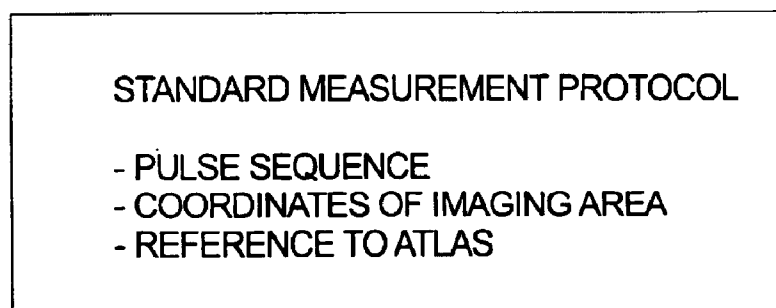 STANDARD MEASUREMENT PROTOCOL
- PULSE SEQUENCE
- COORDINATES OF IMAGING AREA
- REFERENCE TO ATLAS